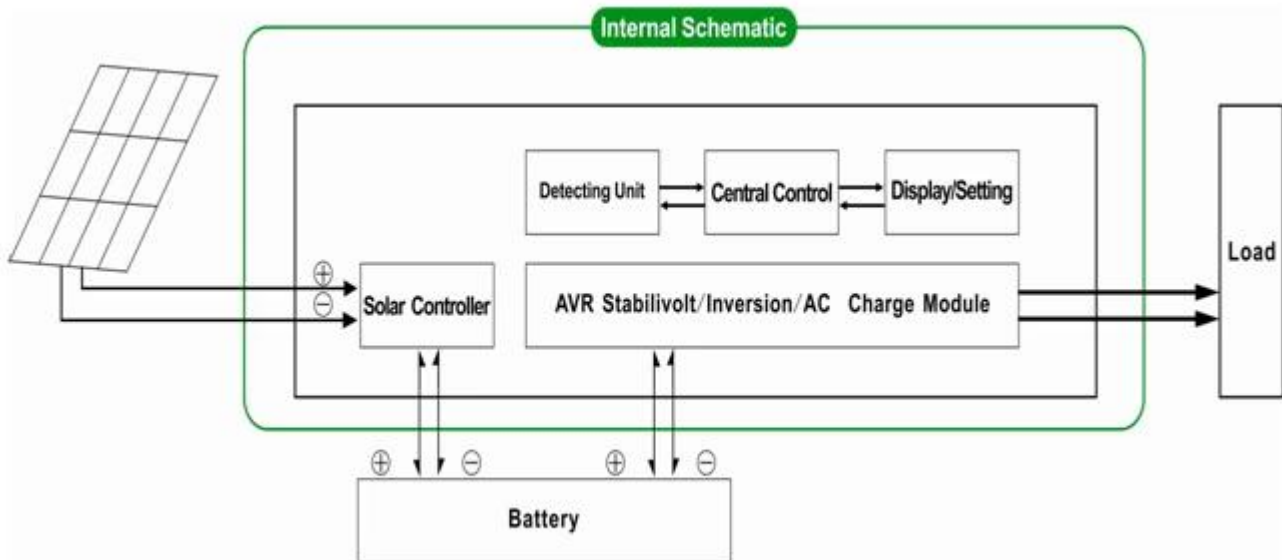 Internal Schematic
Detecting Unit
Central Control
Display/Setting
Load
⊕
⊖
Solar Controller
AVR Stabilivolt/Inversion/AC Charge Module
⊕ ⊖ ⊕ ⊖
Battery